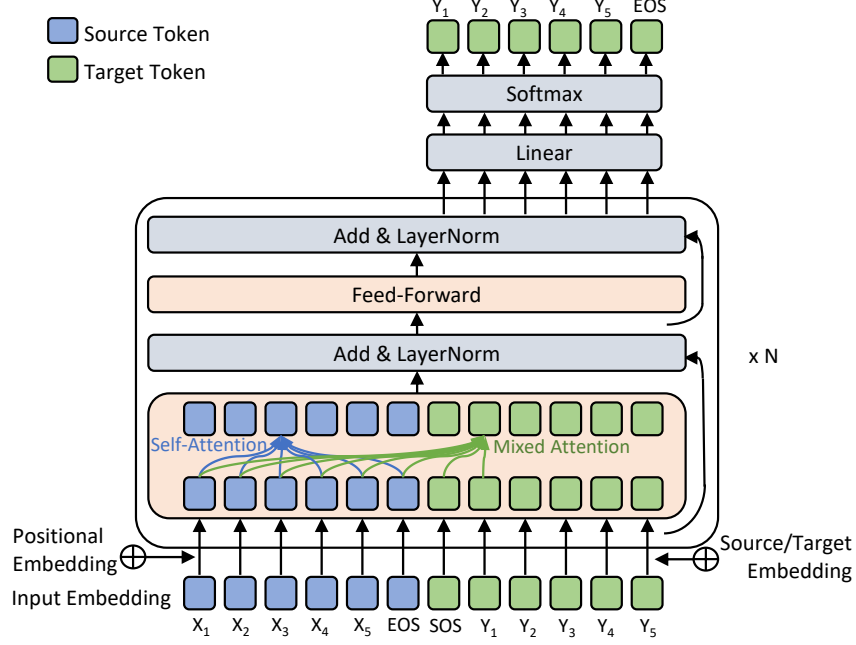 Y₁ Y₂ Y₃ Y₄ Y₅ EOS
Source Token
Target Token
Softmax
Linear
Add & LayerNorm
Feed-Forward
Add & LayerNorm
x N
Self-Attention
Mixed Attention
Positional
Embedding
Source/Target
Embedding
Input Embedding
X₁ X₂ X₃ X₄ X₅ EOS SOS Y₁ Y₂ Y₃ Y₄ Y₅